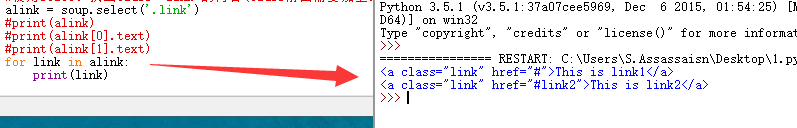 alink = soup.select('.link')
#print(alink)
#print(alink[0].text)
#print(alink[1].text)
for link in alink:
    print(link)
Python 3.5.1 (v3.5.1:37a07cee5969, Dec  6 2015, 01:54:25) [M
D64)] on win32
Type "copyright", "credits" or "license()" for more informat
>>>
=============== RESTART: C:\Users\S.Assassaisn\Desktop\1.py
<a class="link" href="#">This is link1</a>
<a class="link" href="#link2">This is link2</a>
>>>